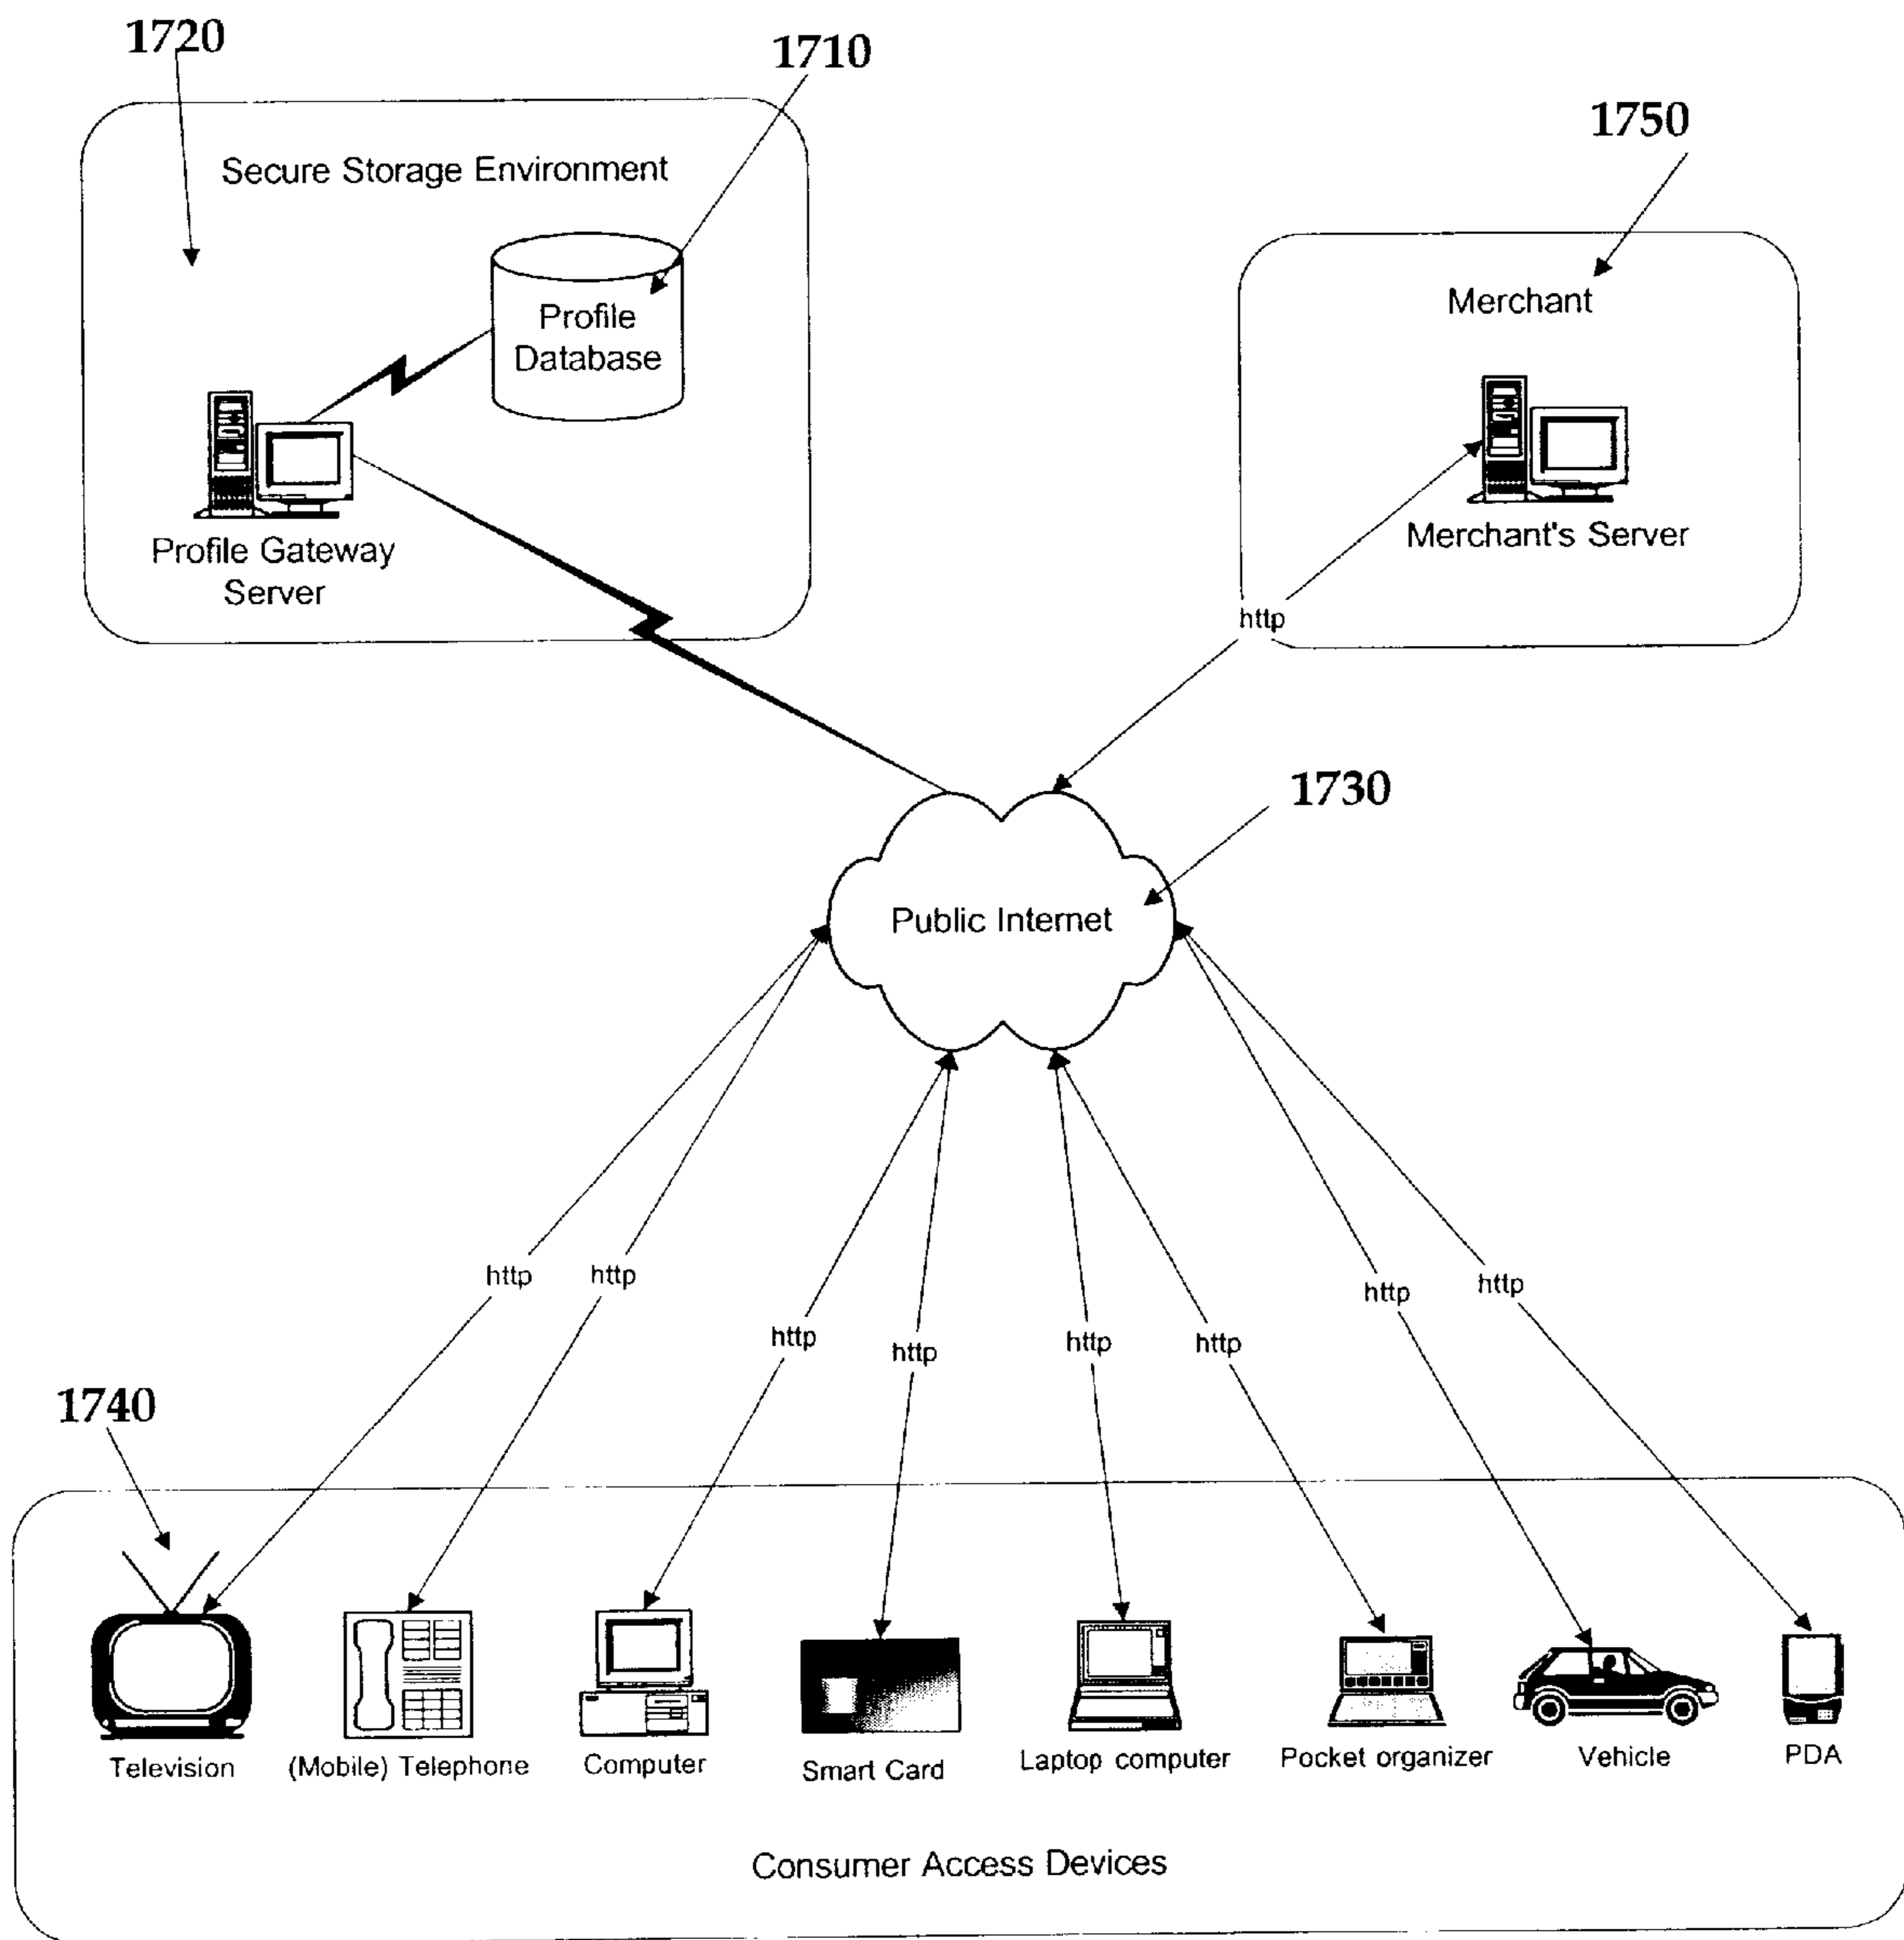 1720
1710
1750
Secure Storage Environment
Profile
Database
Profile Gateway
Server
Merchant
Merchant's Server
http
1730
Public Internet
http
http
http
http
http
http
http
http
1740
Television
(Mobile) Telephone
Computer
Smart Card
Laptop computer
Pocket organizer
Vehicle
PDA
Consumer Access Devices